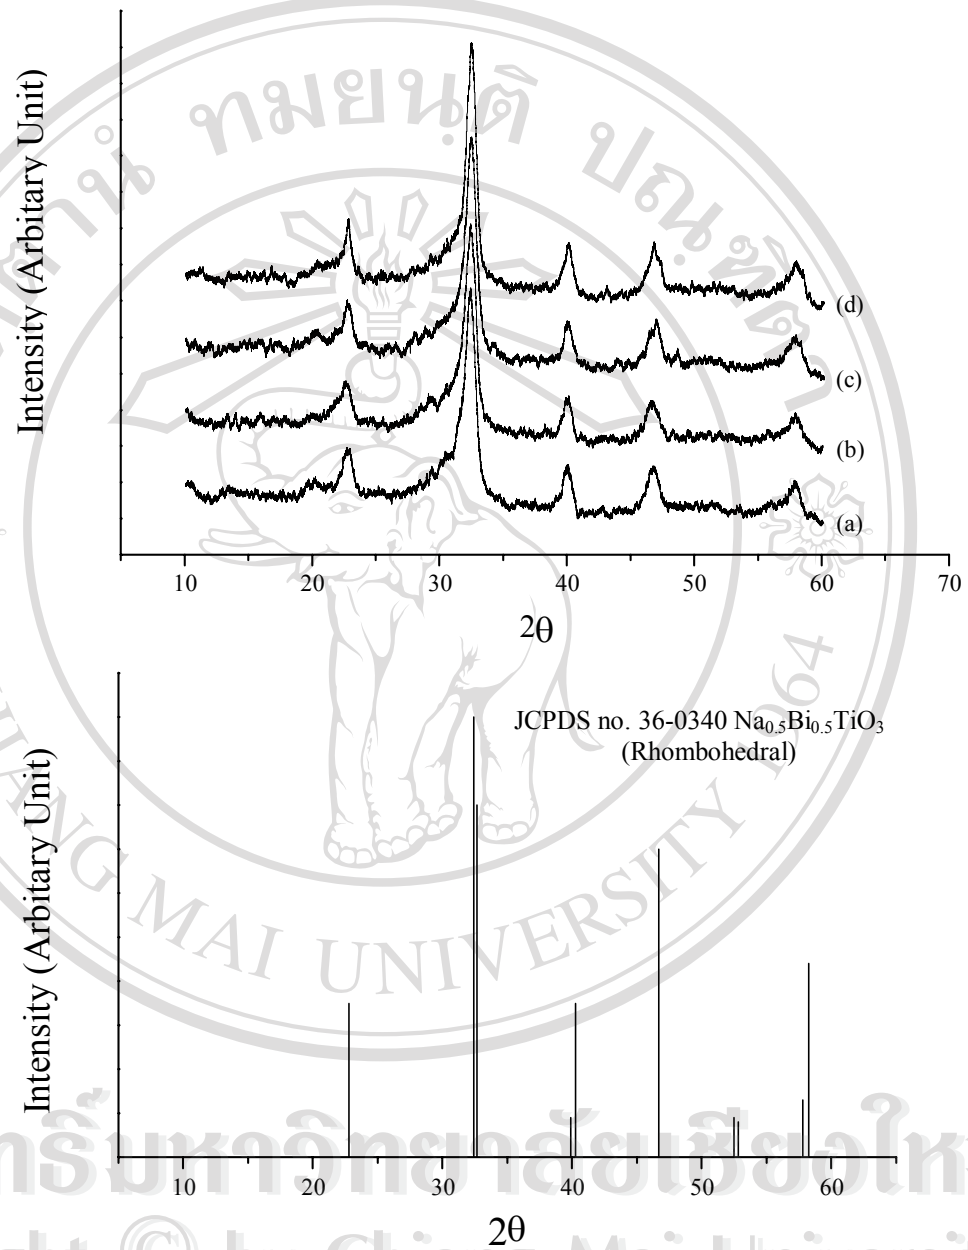 Intensity (Arbitary Unit)
(d)
(c)
(b)
(a)
10 20 30 40 50 60 70
2θ
JCPDS no. 36-0340 Na0.5Bi0.5TiO3
(Rhombohedral)
Intensity (Arbitary Unit)
10 20 30 40 50 60
2θ
MAI UNIVERSITY 1964